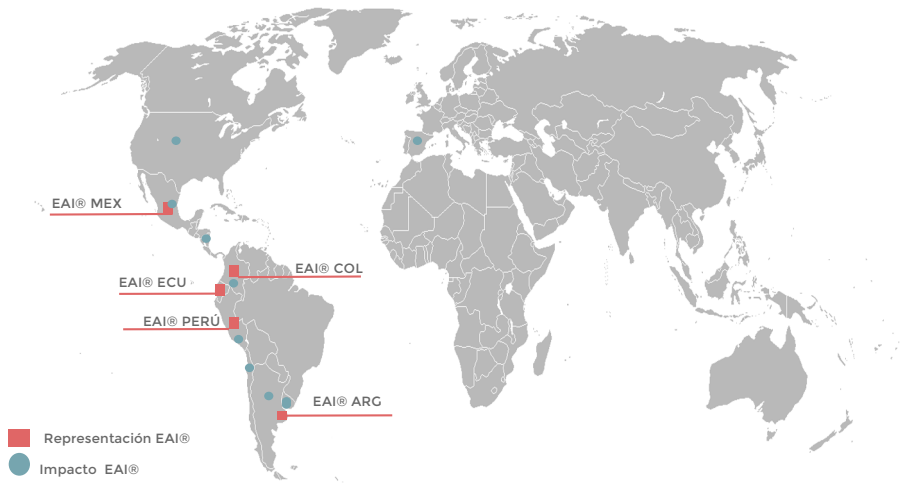 EAI® MEX
EAI® COL
EAI® ECU
EAI® PERÚ
EAI® ARG
Representación EAI®
Impacto EAI®